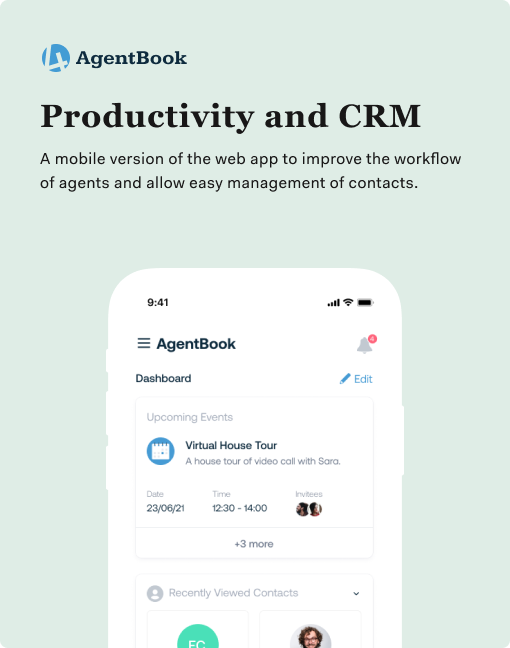 AgentBook
Productivity and CRM
A mobile version of the web app to improve the workflow
of agents and allow easy management of contacts.
9:41
AgentBook
4
Dashboard
Edit
Upcoming Events
Virtual House Tour
A house tour of video call with Sara.
Date Time Invitees
23/06/21 12:30 - 14:00
+3 more
Recently Viewed Contacts
EC